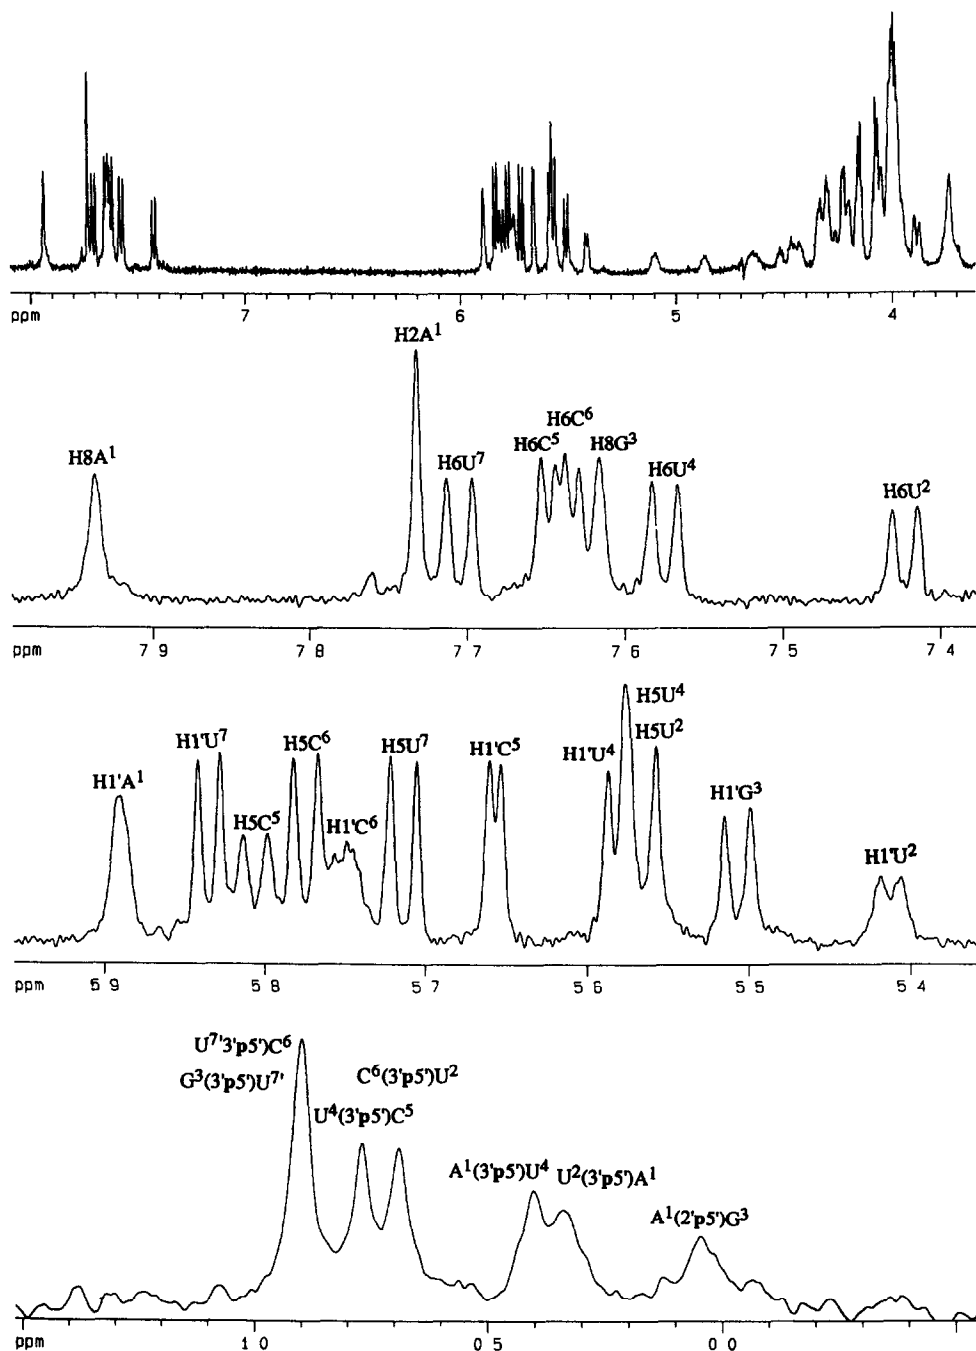 ppm 7 6 5 4
H2A¹
H6C⁶
H8A¹ H6U⁷ H6C⁵ H8G³ H6U⁴ H6U²
ppm 7 9 7 8 7 7 7 6 7 5 7 4
H5U⁴
H1'U⁷ H5C⁶ H5U⁷ H1'U⁴ H5U²
H1'A¹ H5C⁵ H1'C⁶ H1'C⁵ H1'G³
H1'U²
ppm 5 9 5 8 5 7 5 6 5 5 5 4
U⁷'3'p5')C⁶
G³(3'p5')U⁷' C⁶(3'p5')U²
U⁴(3'p5')C⁵
A¹(3'p5')U⁴ U²(3'p5')A¹
A¹(2'p5')G³
ppm 1 0 0 5 0 0